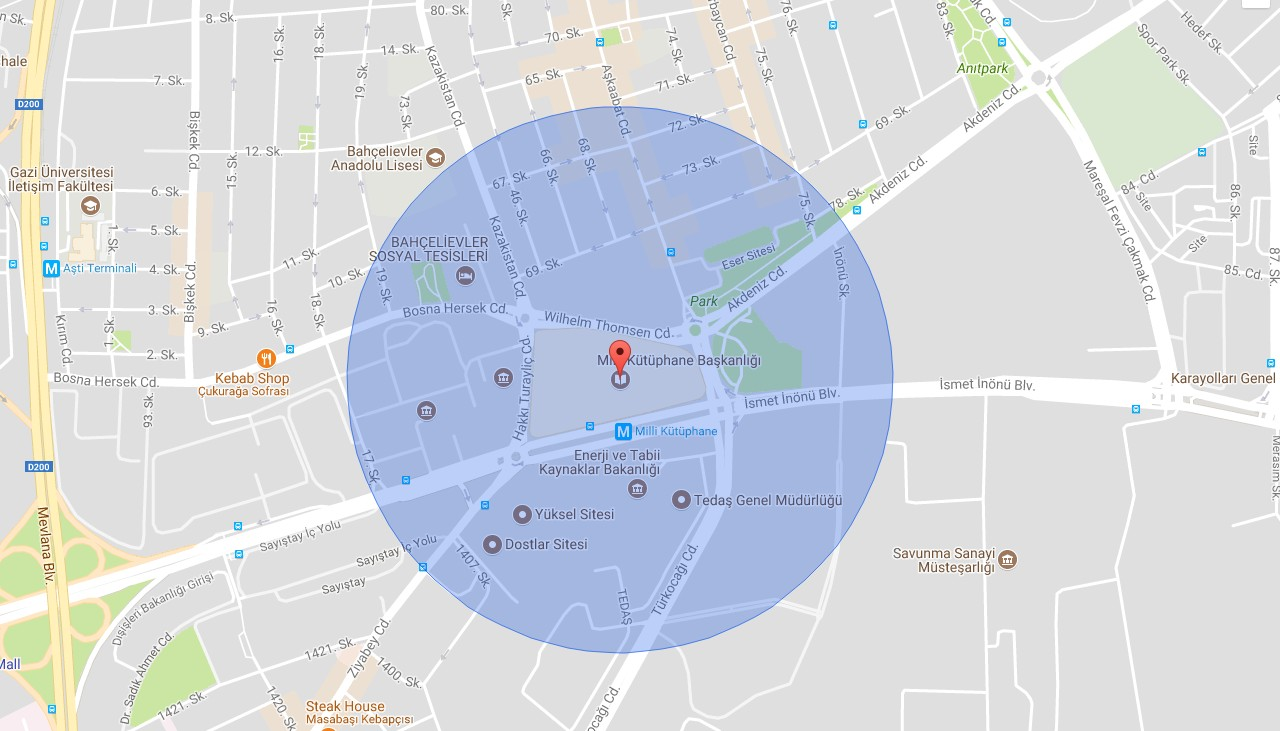 8. Sk.
80. Sk.
70. Sk.
Aşkaabat Cd.
74. Sk.
75. Sk.
83. Sk.
Hedef Sk.
Spor Park Sk.
16. Sk.
18. Sk.
14. Sk.
Kazakistan Cd.
65. Sk.
71. Sk.
Anıtpark
Akdeniz Cd.
7. Sk.
19. Sk.
73. Sk.
D200
Bişkek Cd.
72. Sk.
69. Sk.
12. Sk.
Bahçelievler
Anadolu Lisesi
66. Sk.
68. Sk.
73. Sk.
Akdeniz Cd.
Mareşal Fevzi Çakmak Cd.
Site
Gazi Üniversitesi
İletişim Fakültesi
15. Sk.
6. Sk.
67. Sk.
46. Sk.
75. Sk.
78. Sk.
84. Cd.
Site
86. Sk.
1. Sk.
5. Sk.
BAHÇELİEVLER
SOSYAL TESİSLERİ
Kazakistan Cd.
Eser Sitesi
İnönü Sk.
Site
87. Sk.
M
Aşti Terminali
4. Sk.
11. Sk.
10. Sk.
19. Sk.
69. Sk.
Akdeniz Cd.
85. Cd.
Bişkek Cd.
3. Sk.
16. Sk.
18. Sk.
Bosna Hersek Cd.
Park
Kırım Cd.
1. Sk.
9. Sk.
Wilhelm Thomsen Cd.
2. Sk.
Hakkı Turayliç Cd.
Milli Kütüphane Başkanlığı
Bosna Hersek Cd.
Kebab Shop
Çukurağa Sofrası
İsmet İnönü Blv.
İsmet İnönü Blv.
Karayolları Genel
93. Sk.
M
Milli Kütüphane
17. Sk.
Enerji ve Tabii
Kaynaklar Bakanlığı
Merasim Sk.
D200
Mevlana Blv.
Tedaş Genel Müdürlüğü
Yüksel Sitesi
Sayıştay İç Yolu
Sayıştay İç Yolu
Dostlar Sitesi
Savunma Sanayi
Müsteşarlığı
1407. Sk.
Türkocağı Cd.
Dışişleri Bakanlığı Girişi
Sayıştay
TEDAŞ
Dr. Sadık Ahmet Cd.
1421. Sk.
Ziyabey Cd.
1400. Sk.
Mall
1421. Sk.
1420. Sk.
Steak House
Masabaşı Kebapçısı